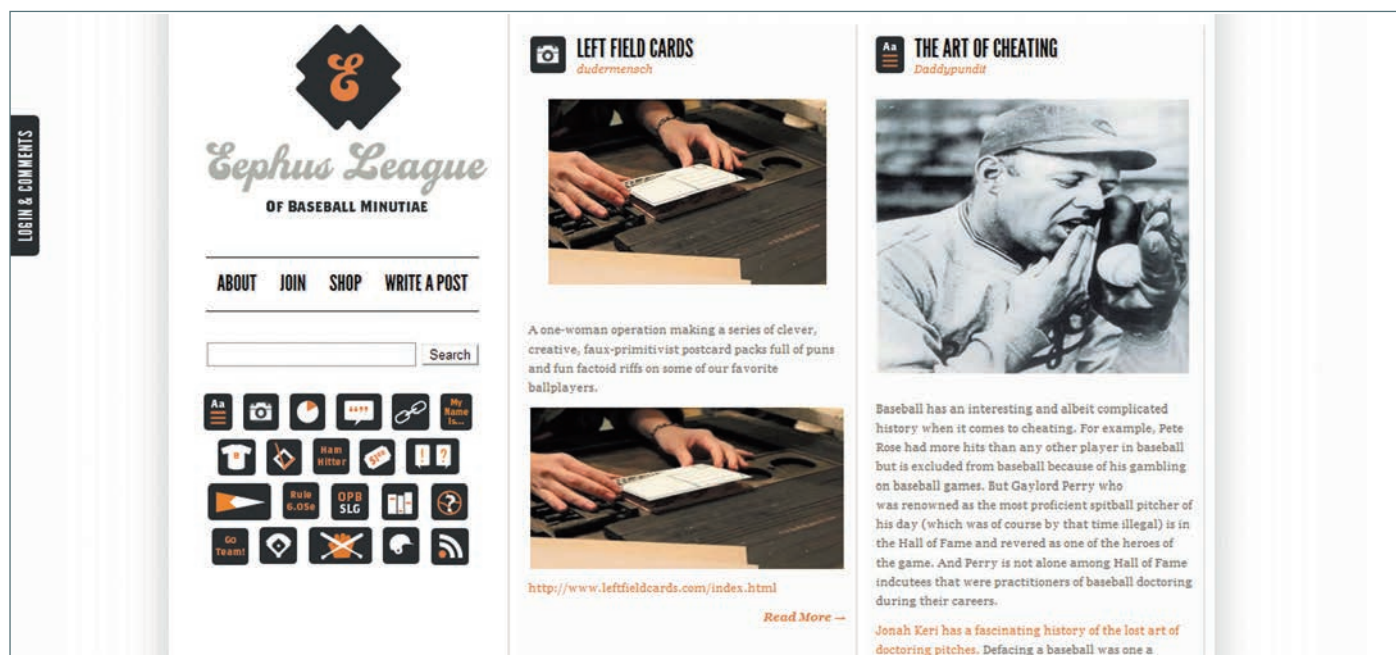 LOGIN & COMMENTS
E
Eephus League
OF BASEBALL MINUTIAE
ABOUT JOIN SHOP WRITE A POST
Search
Aa
My
Name
Is...
Ham
Hitter
$1.00
! ?
Rule
6.05e
OPB
SLG
?
Go
Team!
LEFT FIELD CARDS
dudermensch
A one-woman operation making a series of clever,
creative, faux-primitivist postcard packs full of puns
and fun factoid riffs on some of our favorite
ballplayers.
http://www.leftfieldcards.com/index.html
Read More →
Aa
THE ART OF CHEATING
Daddypundit
Baseball has an interesting and albeit complicated
history when it comes to cheating. For example, Pete
Rose had more hits than any other player in baseball
but is excluded from baseball because of his gambling
on baseball games. But Gaylord Perry who
was renowned as the most proficient spitball pitcher of
his day (which was of course by that time illegal) is in
the Hall of Fame and revered as one of the heroes of
the game. And Perry is not alone among Hall of Fame
indcutees that were practitioners of baseball doctoring
during their careers.
Jonah Keri has a fascinating history of the lost art of
doctoring pitches. Defacing a baseball was one a